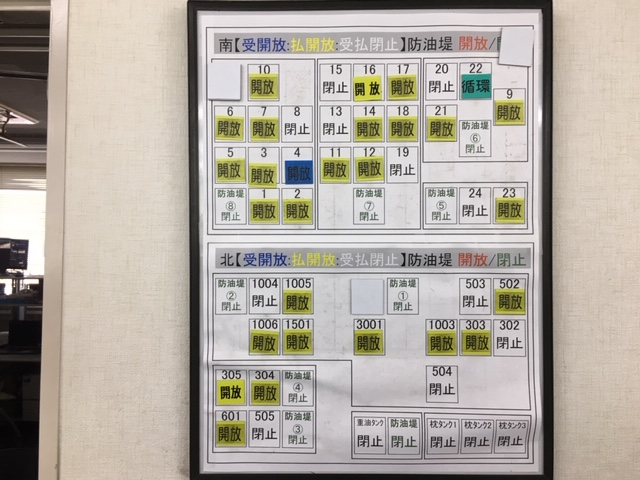 南【受開放:払開放:受払閉止】防油堤 開放/
10 開放
15 閉止
16 開放
17 開放
20 閉止
22 循環
9 開放
6 開放
7 開放
8 閉止
13 閉止
14 開放
18 開放
21 開放
防油堤 ⑥ 閉止
5 開放
3 開放
4 開放
11 開放
12 開放
19 閉止
防油堤 ⑧ 閉止
1 開放
2 開放
防油堤 ⑦ 閉止
防油堤 ⑤ 閉止
24 閉止
23 開放
北【受開放:払開放:受払閉止】防油堤 開放/閉止
防油堤 ② 閉止
1004 閉止
1005 開放
防油堤 ① 閉止
503 閉止
502 開放
1006 開放
1501 開放
3001 開放
1003 開放
303 開放
302 閉止
504 閉止
305 開放
304 開放
防油堤 ④ 閉止
601 開放
505 閉止
防油堤 ③ 閉止
重油タンク 閉止
防油堤 閉止
枕タンク1 閉止
枕タンク2 閉止
枕タンク3 閉止